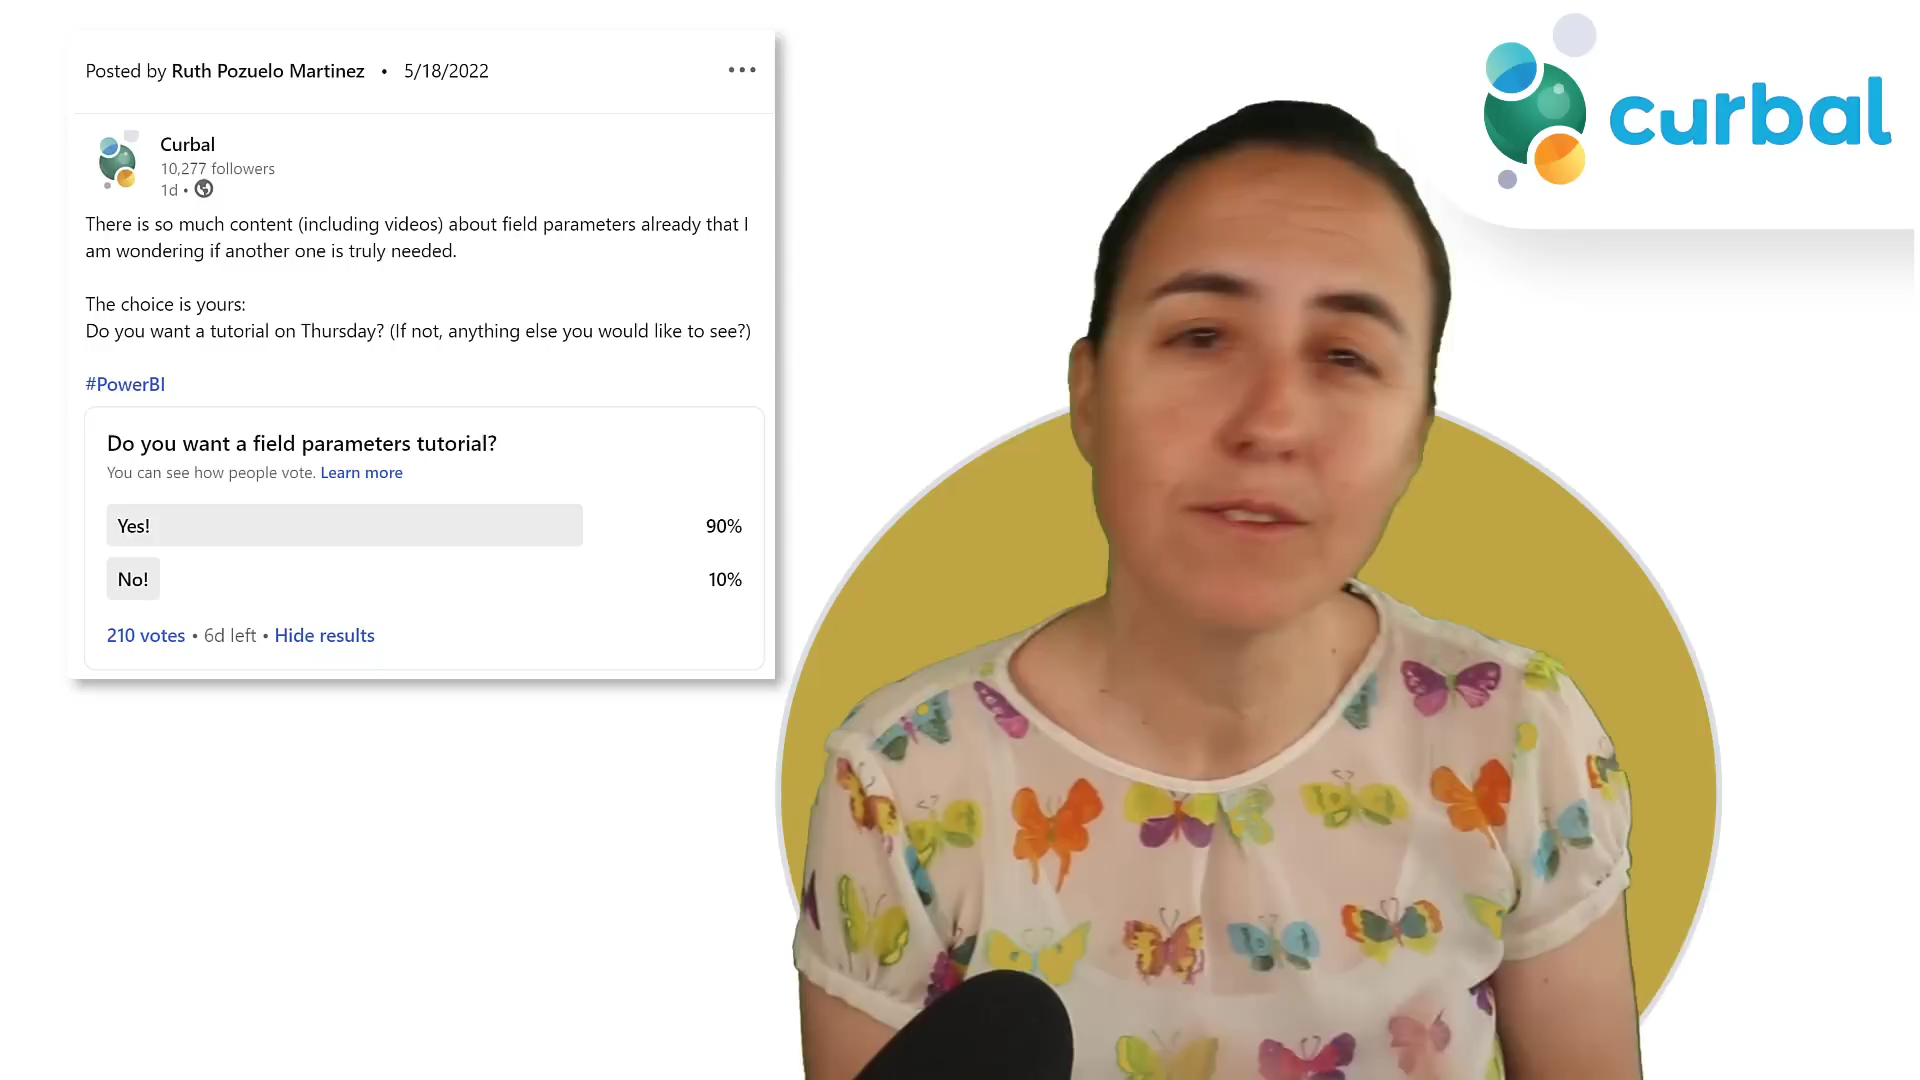 Posted by Ruth Pozuelo Martinez • 5/18/2022
Curbal
10,277 followers
1d •
There is so much content (including videos) about field parameters already that I
am wondering if another one is truly needed.
The choice is yours:
Do you want a tutorial on Thursday? (If not, anything else you would like to see?)
#PowerBI
Do you want a field parameters tutorial?
You can see how people vote. Learn more
Yes! 90%
No! 10%
210 votes • 6d left • Hide results
curbal